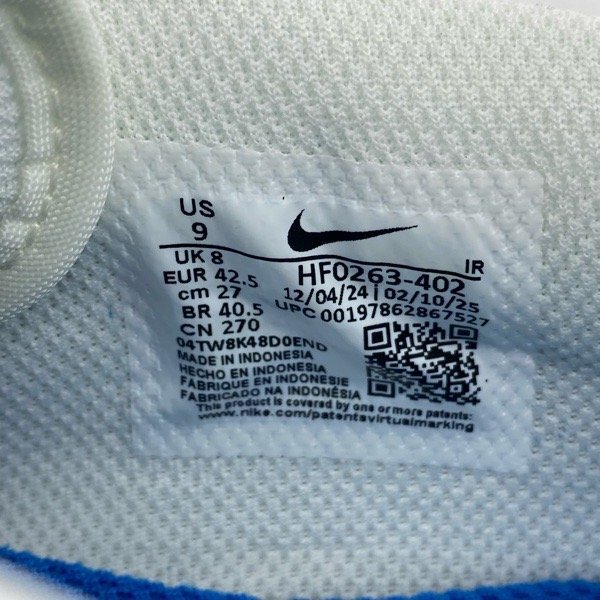 US
9
UK 8
EUR 42.5
cm 27
BR 40.5
CN 270
IR
HF0263-402
12/04/24 | 02/10/25
UPC 00197862867527
04TW8K48D0END
MADE IN INDONESIA
HECHO EN INDONESIA
FABRIQUE EN INDONESIE
FABRICADO NA INDONÉSIA
This product is covered by one or more patents:
www.nike.com/patentsvirtualmarking